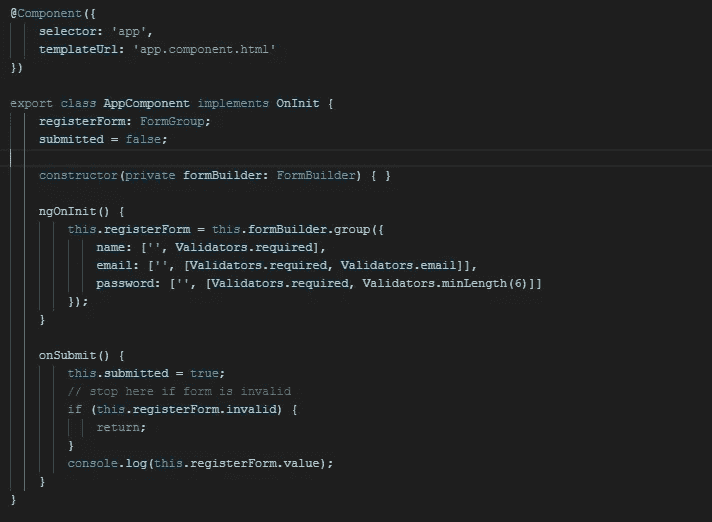 @Component({
    selector: 'app',
    templateUrl: 'app.component.html'
})

export class AppComponent implements OnInit {
    registerForm: FormGroup;
    submitted = false;

    constructor(private formBuilder: FormBuilder) { }

    ngOnInit() {
        this.registerForm = this.formBuilder.group({
            name: ['', Validators.required],
            email: ['', [Validators.required, Validators.email]],
            password: ['', [Validators.required, Validators.minLength(6)]]
        });
    }

    onSubmit() {
        this.submitted = true;
        // stop here if form is invalid
        if (this.registerForm.invalid) {
            return;
        }
        console.log(this.registerForm.value);
    }
}